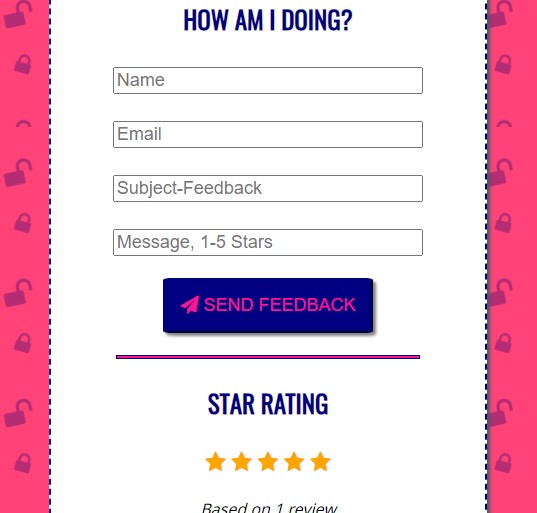 HOW AM I DOING?
Name
Email
Subject-Feedback
Message, 1-5 Stars
SEND FEEDBACK
STAR RATING
Based on 1 review